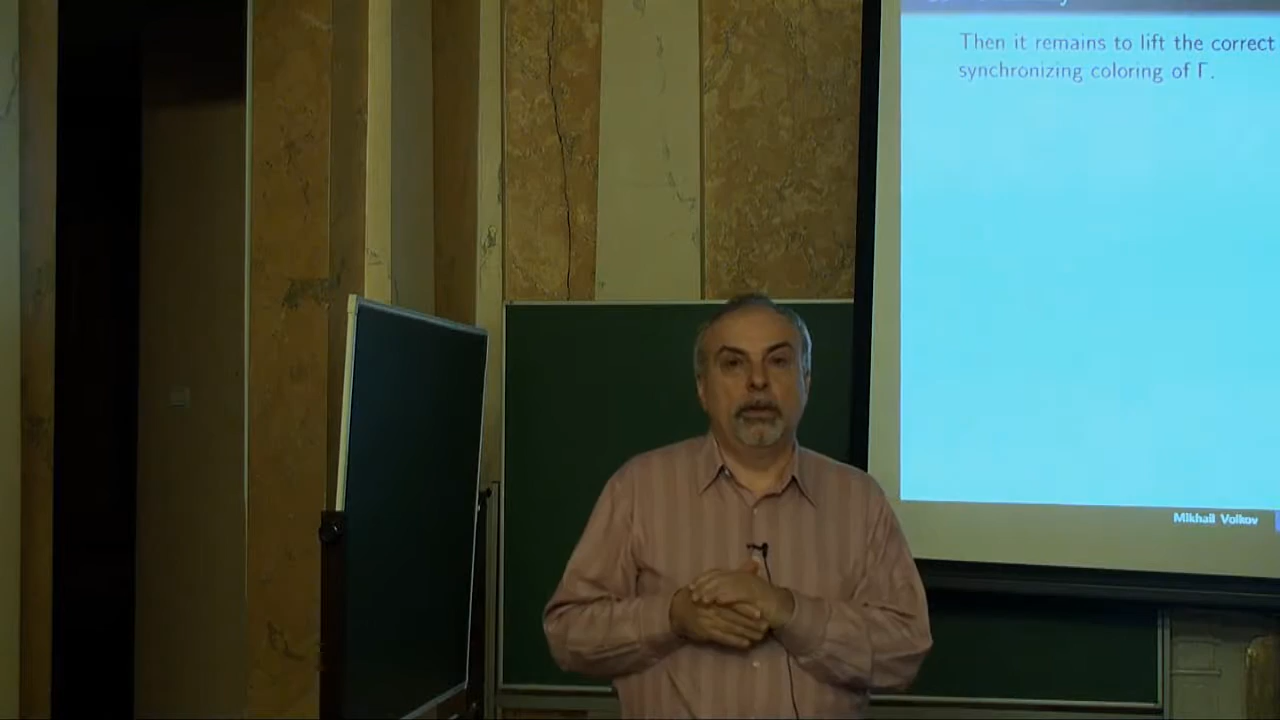 Then it remains to lift the correct
synchronizing coloring of Γ.
Mikhail Volkov